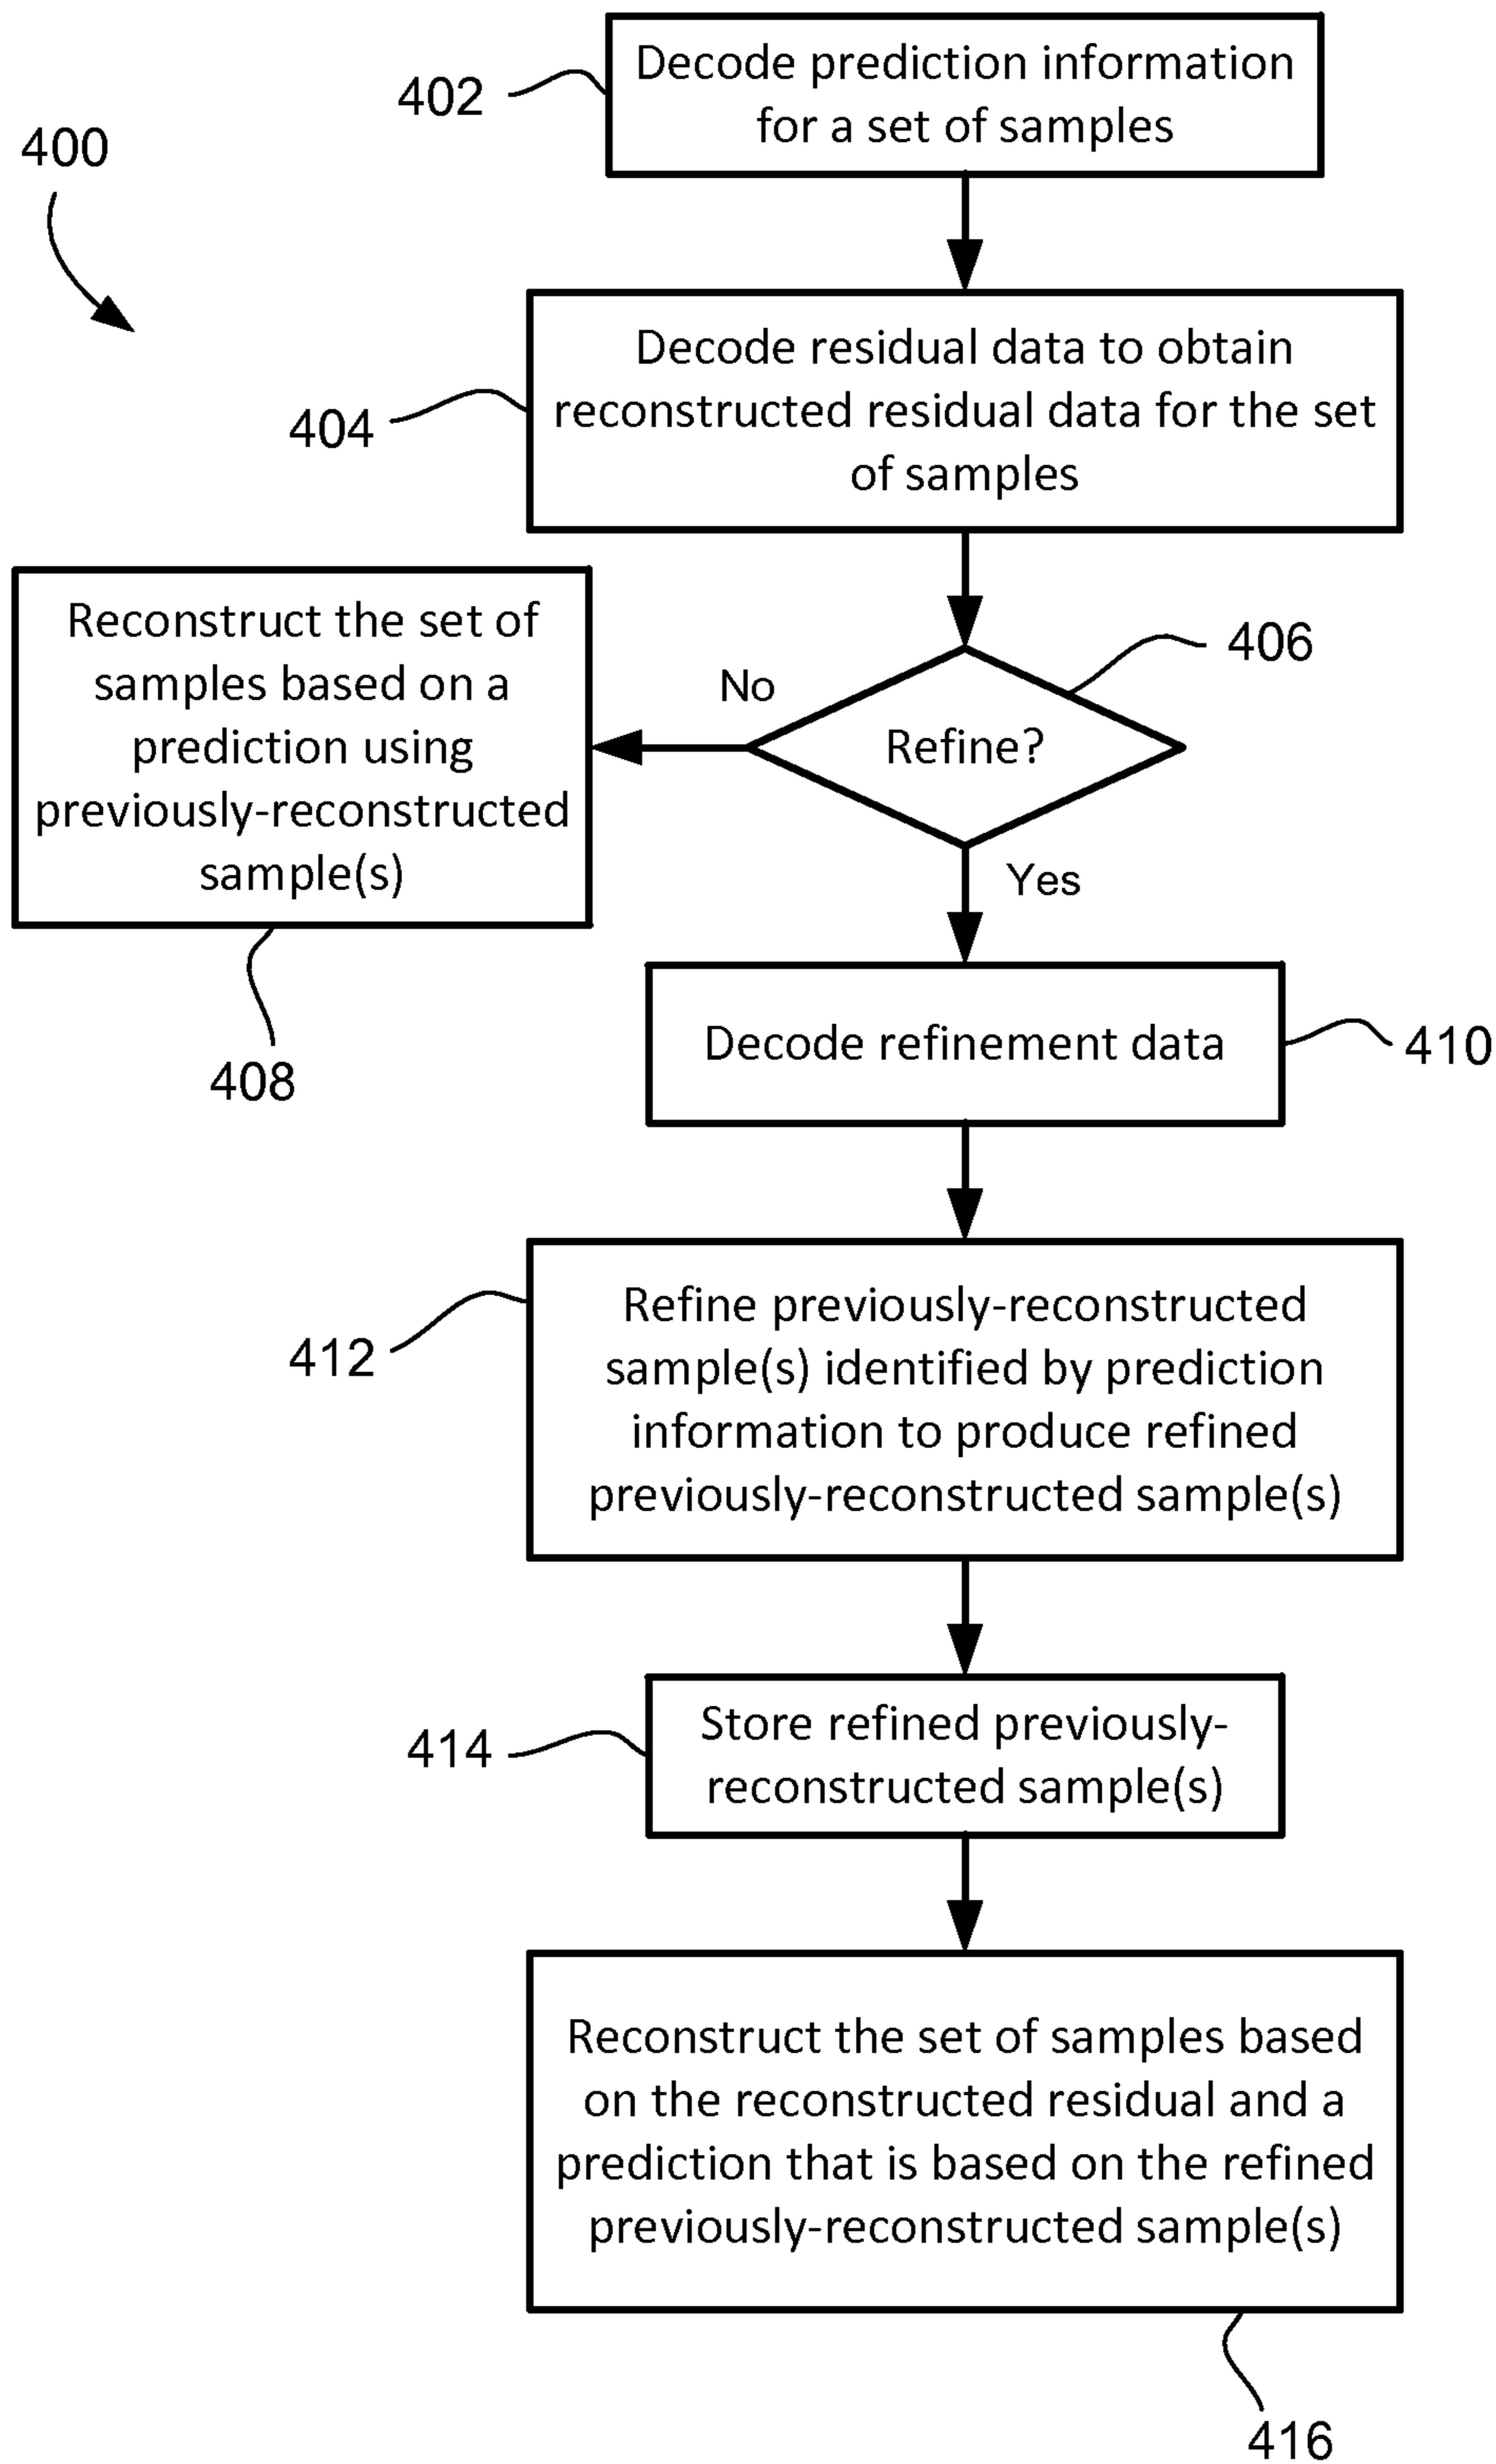 Decode prediction information
for a set of samples
402
400
Decode residual data to obtain
reconstructed residual data for the set
of samples
404
Reconstruct the set of
samples based on a
prediction using
previously-reconstructed
sample(s)
408
No
Refine?
406
Yes
Decode refinement data
410
Refine previously-reconstructed
sample(s) identified by prediction
information to produce refined
previously-reconstructed sample(s)
412
Store refined previously-
reconstructed sample(s)
414
Reconstruct the set of samples based
on the reconstructed residual and a
prediction that is based on the refined
previously-reconstructed sample(s)
416